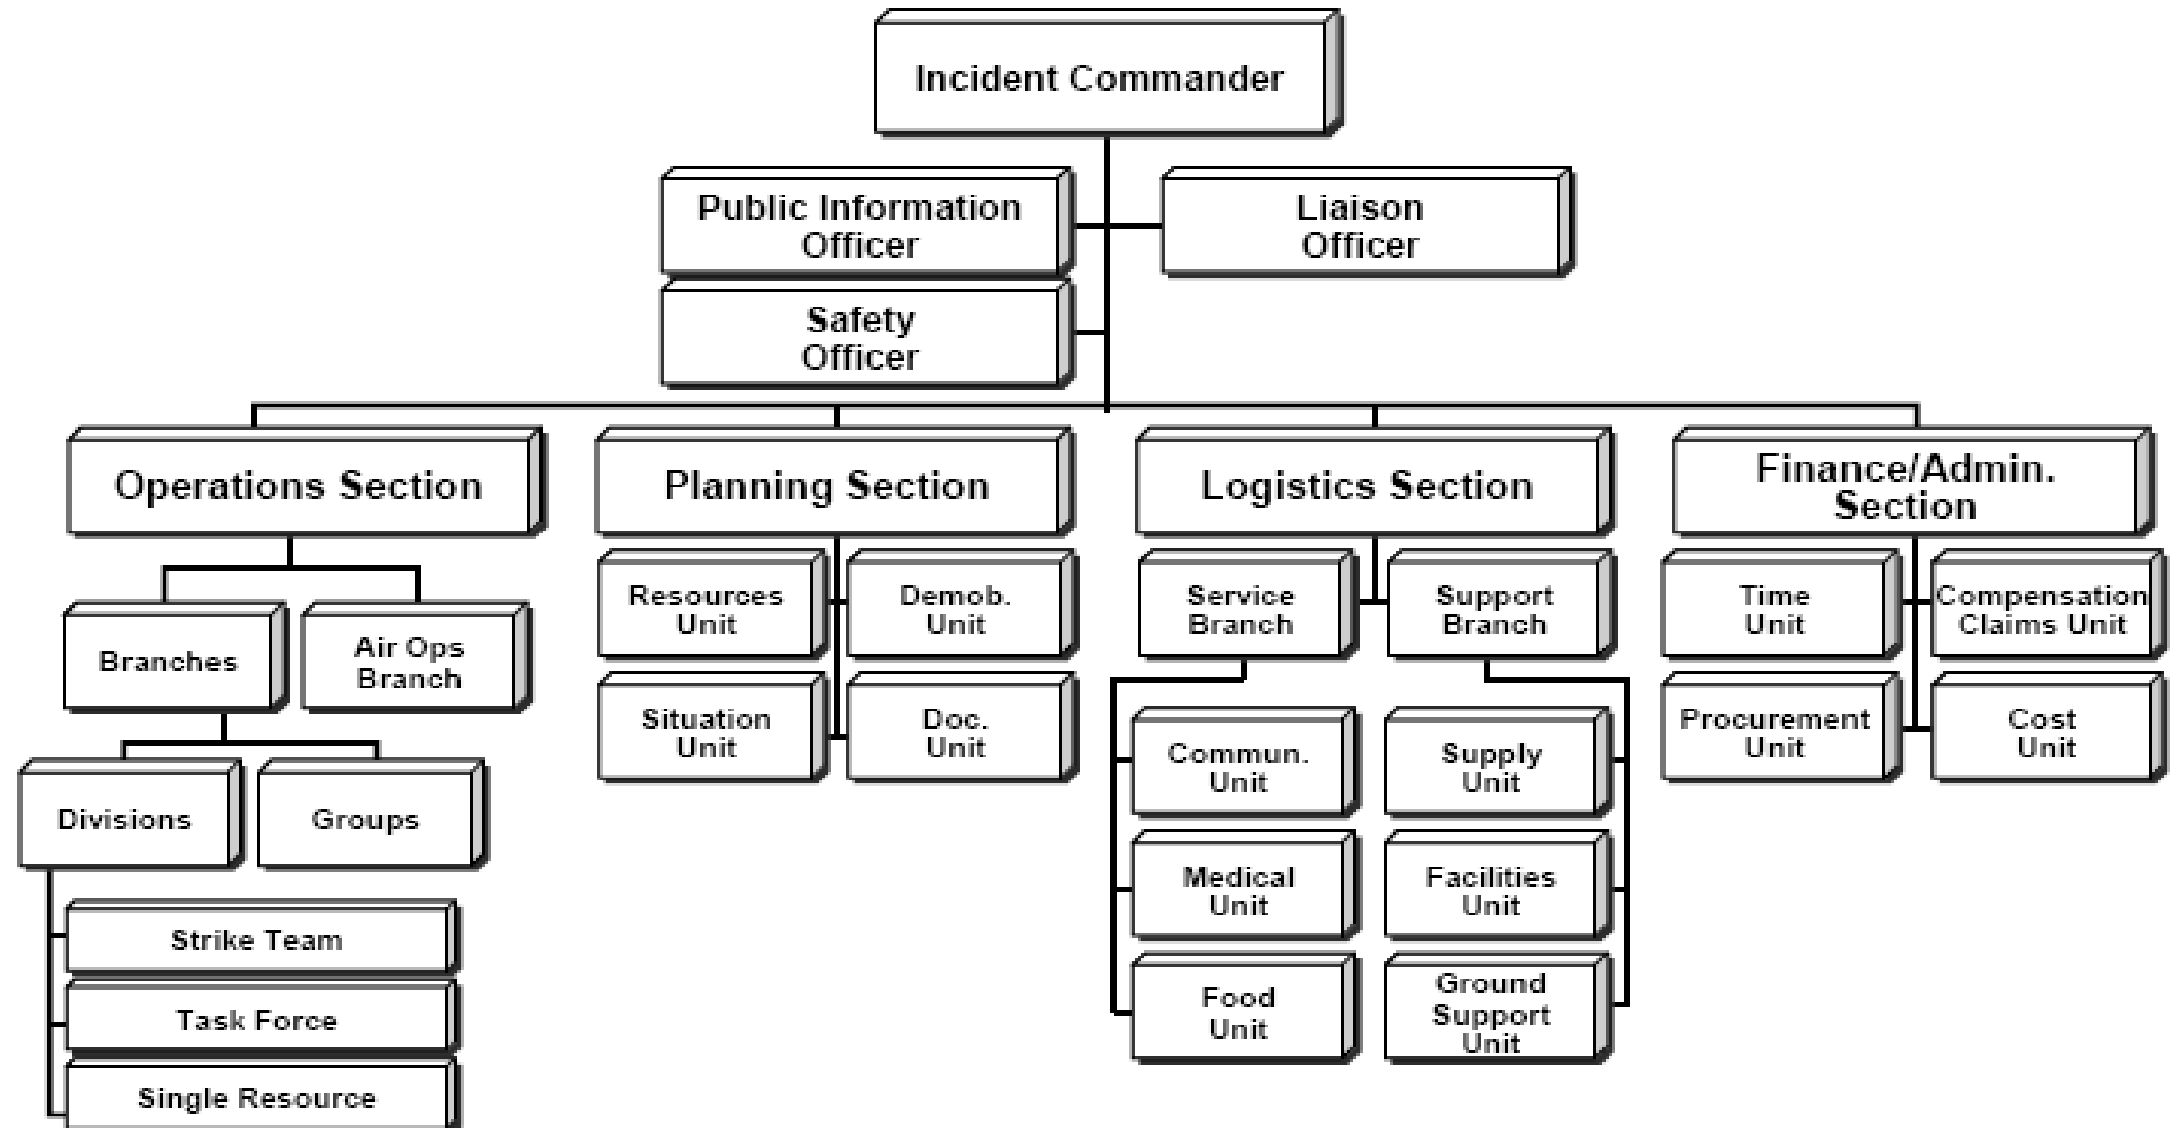 Incident Commander
Public Information
Officer
Liaison
Officer
Safety
Officer
Operations Section
Planning Section
Logistics Section
Finance/Admin.
Section
Branches
Air Ops
Branch
Divisions
Groups
Strike Team
Task Force
Single Resource
Resources
Unit
Demob.
Unit
Situation
Unit
Doc.
Unit
Service
Branch
Support
Branch
Commun.
Unit
Supply
Unit
Medical
Unit
Facilities
Unit
Food
Unit
Ground
Support
Unit
Time
Unit
Compensation
Claims Unit
Procurement
Unit
Cost
Unit